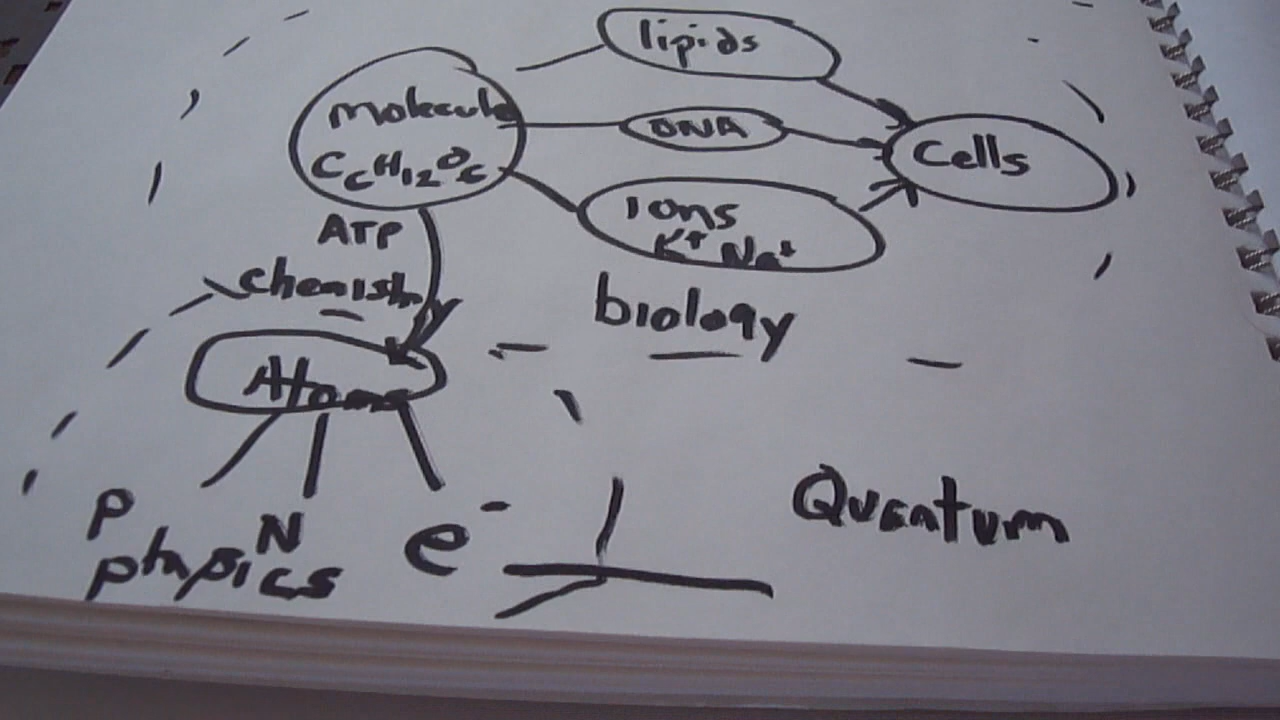 lipids
molecule
C6H12O6
DNA
Cells
Ions
K+ Na+
ATP
chemistry
biology
Atoms
P
N
e-
physics
Quantum